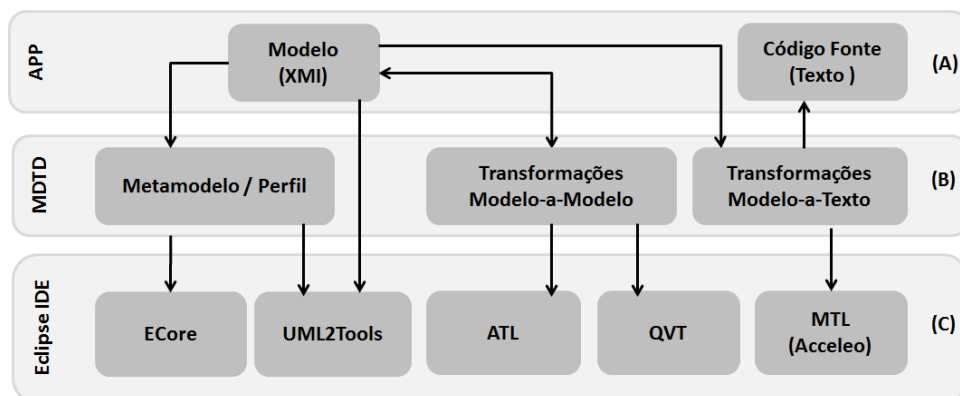 APP
Modelo
(XMI)
Código Fonte
(Texto )
(A)
MDTD
Metamodelo / Perfil
Transformações
Modelo-a-Modelo
Transformações
Modelo-a-Texto
(B)
Eclipse IDE
ECore
UML2Tools
ATL
QVT
MTL
(Acceleo)
(C)